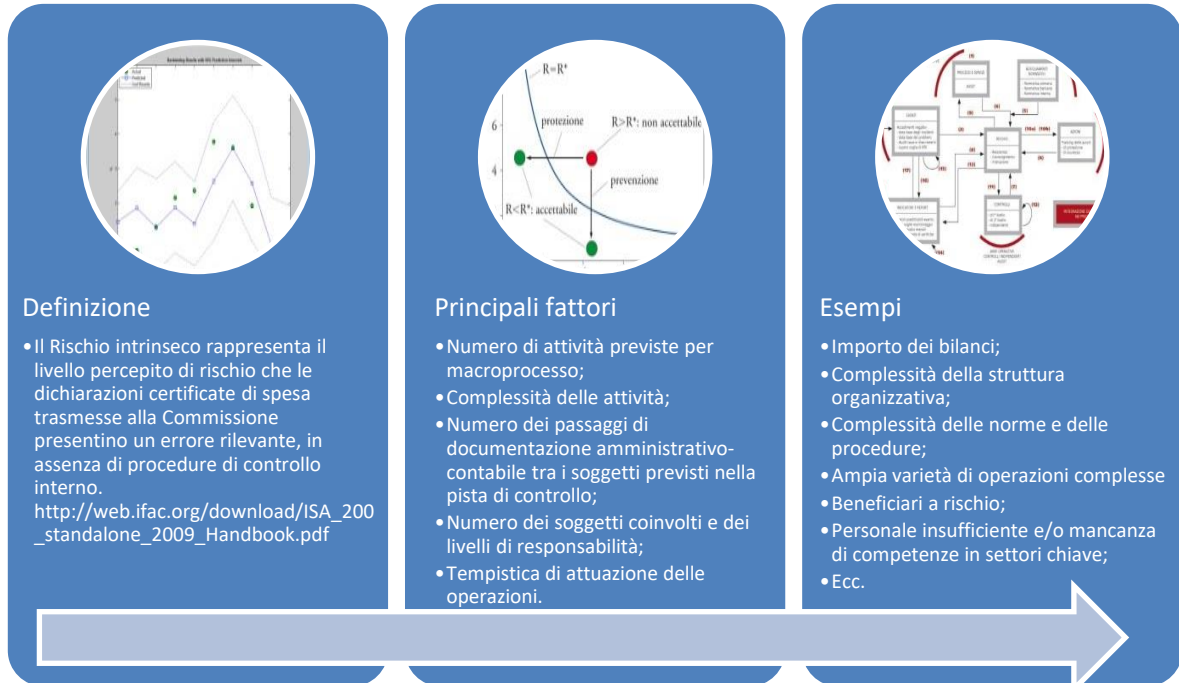 R=R*
6
protezione
R>R*: non accettabile
4
prevenzione
R<R*: accettabile
2
AUDIT
CONTROLLI
Definizione
•Il Rischio intrinseco rappresenta il
livello percepito di rischio che le
dichiarazioni certificate di spesa
trasmesse alla Commissione
presentino un errore rilevante, in
assenza di procedure di controllo
interno.
http://web.ifac.org/download/ISA_200
_standalone_2009_Handbook.pdf
Principali fattori
•Numero di attività previste per
macroprocesso;
•Complessità delle attività;
•Numero dei passaggi di
documentazione amministrativo-
contabile tra i soggetti previsti nella
pista di controllo;
•Numero dei soggetti coinvolti e dei
livelli di responsabilità;
•Tempistica di attuazione delle
operazioni.
Esempi
•Importo dei bilanci;
•Complessità della struttura
organizzativa;
•Complessità delle norme e delle
procedure;
•Ampia varietà di operazioni complesse
•Beneficiari a rischio;
•Personale insufficiente e/o mancanza
di competenze in settori chiave;
•Ecc.